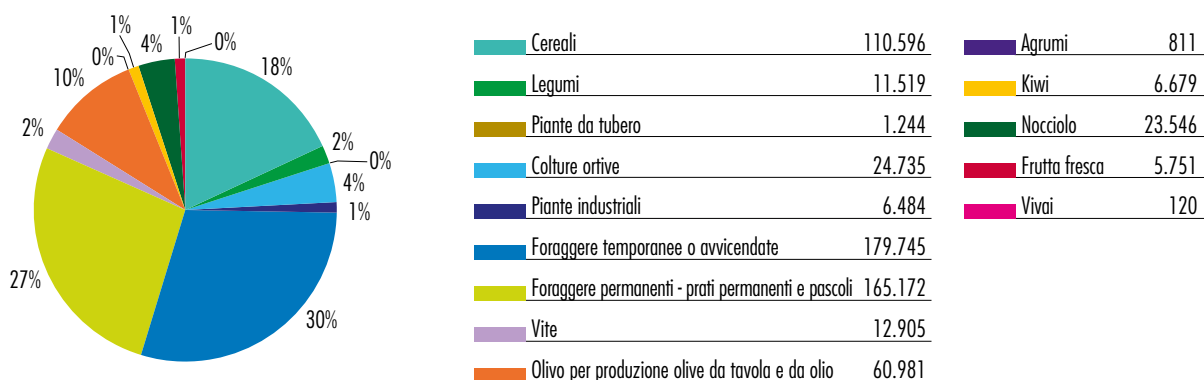 1%
1%
0%
0%
4%
18%
10%
2%
2%
0%
4%
1%
27%
30%
Cereali 110.596
Legumi 11.519
Piante da tubero 1.244
Colture ortive 24.735
Piante industriali 6.484
Foraggere temporanee o avvicendate 179.745
Foraggere permanenti - prati permanenti e pascoli 165.172
Vite 12.905
Olivo per produzione olive da tavola e da olio 60.981
Agrumi 811
Kiwi 6.679
Nocciolo 23.546
Frutta fresca 5.751
Vivai 120